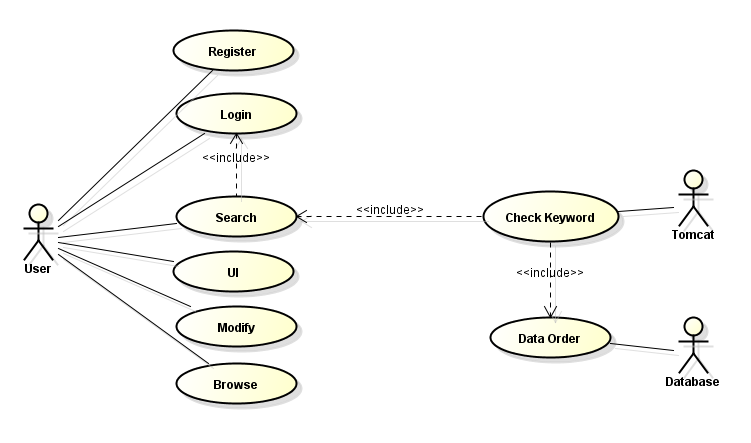 Register
Login
<<include>>
Search
<<include>>
Check Keyword
Tomcat
User
UI
<<include>>
Modify
Data Order
Database
Browse